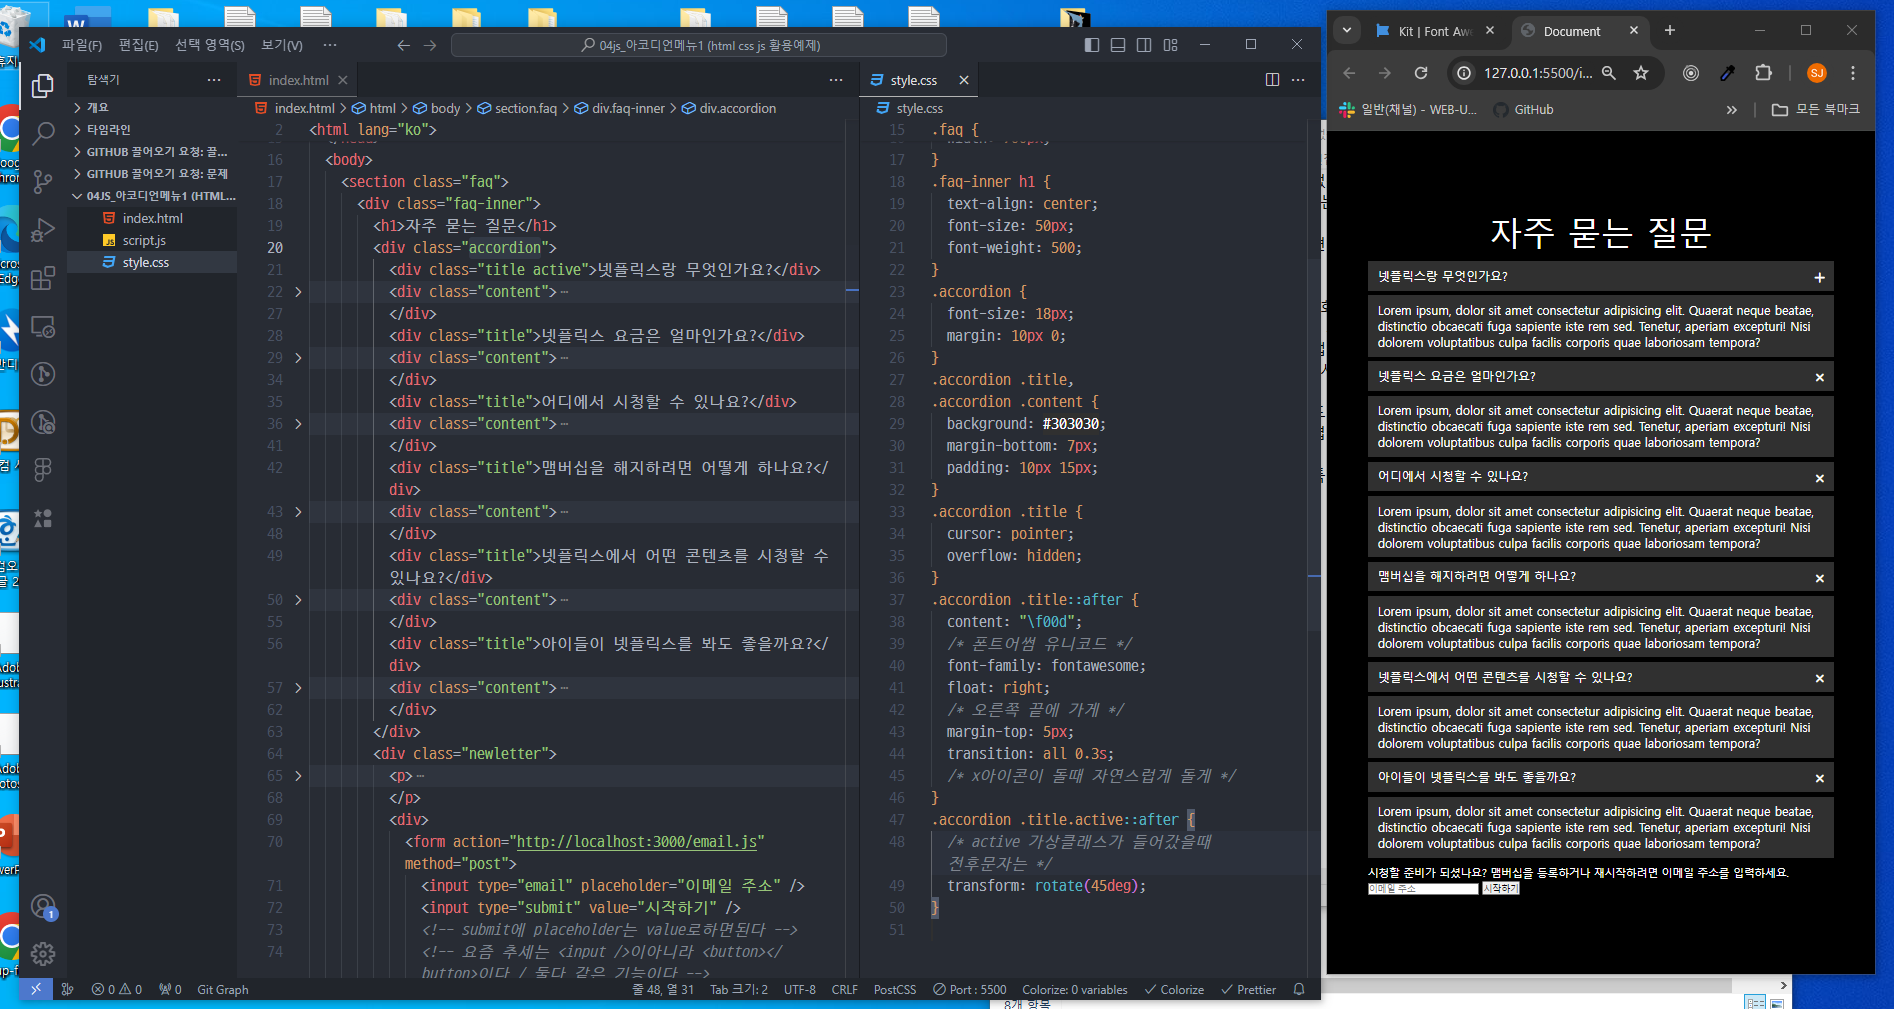 파일(F) 편집(E) 선택 영역(S) 보기(V) ···
04js_아코디언메뉴1 (html css js 활용예제)
탐색기
개요
타임라인
GITHUB 끌어오기 요청: 끌...
GITHUB 끌어오기 요청: 문제
04JS_아코디언메뉴1 (HTML...
index.html
script.js
style.css
index.html
index.html > html > body > section.faq > div.faq-inner > div.accordion
2 <html lang="ko">
16 <body>
17 <section class="faq">
18 <div class="faq-inner">
19 <h1>자주 묻는 질문</h1>
20 <div class="accordion">
21 <div class="title active">넷플릭스랑 무엇인가요?</div>
22 <div class="content>···
27 </div>
28 <div class="title">넷플릭스 요금은 얼마인가요?</div>
29 <div class="content">···
34 </div>
35 <div class="title">어디에서 시청할 수 있나요?</div>
36 <div class="content">···
41 </div>
42 <div class="title">맴버십을 해지하려면 어떻게 하나요?</
div>
43 <div class="content">···
48 </div>
49 <div class="title">넷플릭스에서 어떤 콘텐츠를 시청할 수
있나요?</div>
50 <div class="content">···
55 </div>
56 <div class="title">아이들이 넷플릭스를 봐도 좋을까요?</
div>
57 <div class="content">···
62 </div>
63 </div>
64 <div class="newletter">
65 <p>···
68 </p>
69 <div>
70 <form action="http://localhost:3000/email.js"
method="post">
71 <input type="email" placeholder="이메일 주소" />
72 <input type="submit" value="시작하기" />
73 <!-- submit에 placeholder는 value로하면된다 -->
74 <!-- 요즘 추세는 <input />이아니라 <button></
button>이다 / 둘다 같은 기능이다 -->
style.css
style.css
15 .faq {
17 }
18 .faq-inner h1 {
19 text-align: center;
20 font-size: 50px;
21 font-weight: 500;
22 }
23 .accordion {
24 font-size: 18px;
25 margin: 10px 0;
26 }
27 .accordion .title,
28 .accordion .content {
29 background: #303030;
30 margin-bottom: 7px;
31 padding: 10px 15px;
32 }
33 .accordion .title {
34 cursor: pointer;
35 overflow: hidden;
36 }
37 .accordion .title::after {
38 content: "\f00d";
39 /* 폰트어썸 유니코드 */
40 font-family: fontawesome;
41 float: right;
42 /* 오른쪽 끝에 가게 */
43 margin-top: 5px;
44 transition: all 0.3s;
45 /* x아이콘이 돌때 자연스럽게 돌게 */
46 }
47 .accordion .title.active::after {
48 /* active 가상클래스가 들어갔을때
전후문자는 */
49 transform: rotate(45deg);
50 }
51
1
0 0 0 Git Graph
줄 48, 열 31 Tab 크기: 2 UTF-8 CRLF PostCSS Port : 5500 Colorize: 0 variables Colorize Prettier
Kit | Font Awe
Document
127.0.0.1:5500/i...
SJ
일반(채널) - WEB-U...
GitHub
모든 북마크
자주 묻는 질문
넷플릭스랑 무엇인가요?
Lorem ipsum, dolor sit amet consectetur adipisicing elit. Quaerat neque beatae,
distinctio obcaecati fuga sapiente iste rem sed. Tenetur, aperiam excepturi! Nisi
dolorem voluptatibus culpa facilis corporis quae laboriosam tempora?
넷플릭스 요금은 얼마인가요?
Lorem ipsum, dolor sit amet consectetur adipisicing elit. Quaerat neque beatae,
distinctio obcaecati fuga sapiente iste rem sed. Tenetur, aperiam excepturi! Nisi
dolorem voluptatibus culpa facilis corporis quae laboriosam tempora?
어디에서 시청할 수 있나요?
Lorem ipsum, dolor sit amet consectetur adipisicing elit. Quaerat neque beatae,
distinctio obcaecati fuga sapiente iste rem sed. Tenetur, aperiam excepturi! Nisi
dolorem voluptatibus culpa facilis corporis quae laboriosam tempora?
맴버십을 해지하려면 어떻게 하나요?
Lorem ipsum, dolor sit amet consectetur adipisicing elit. Quaerat neque beatae,
distinctio obcaecati fuga sapiente iste rem sed. Tenetur, aperiam excepturi! Nisi
dolorem voluptatibus culpa facilis corporis quae laboriosam tempora?
넷플릭스에서 어떤 콘텐츠를 시청할 수 있나요?
Lorem ipsum, dolor sit amet consectetur adipisicing elit. Quaerat neque beatae,
distinctio obcaecati fuga sapiente iste rem sed. Tenetur, aperiam excepturi! Nisi
dolorem voluptatibus culpa facilis corporis quae laboriosam tempora?
아이들이 넷플릭스를 봐도 좋을까요?
Lorem ipsum, dolor sit amet consectetur adipisicing elit. Quaerat neque beatae,
distinctio obcaecati fuga sapiente iste rem sed. Tenetur, aperiam excepturi! Nisi
dolorem voluptatibus culpa facilis corporis quae laboriosam tempora?
시청할 준비가 되셨나요? 맴버십을 등록하거나 재시작하려면 이메일 주소를 입력하세요.
이메일 주소 시작하기
8개 항목